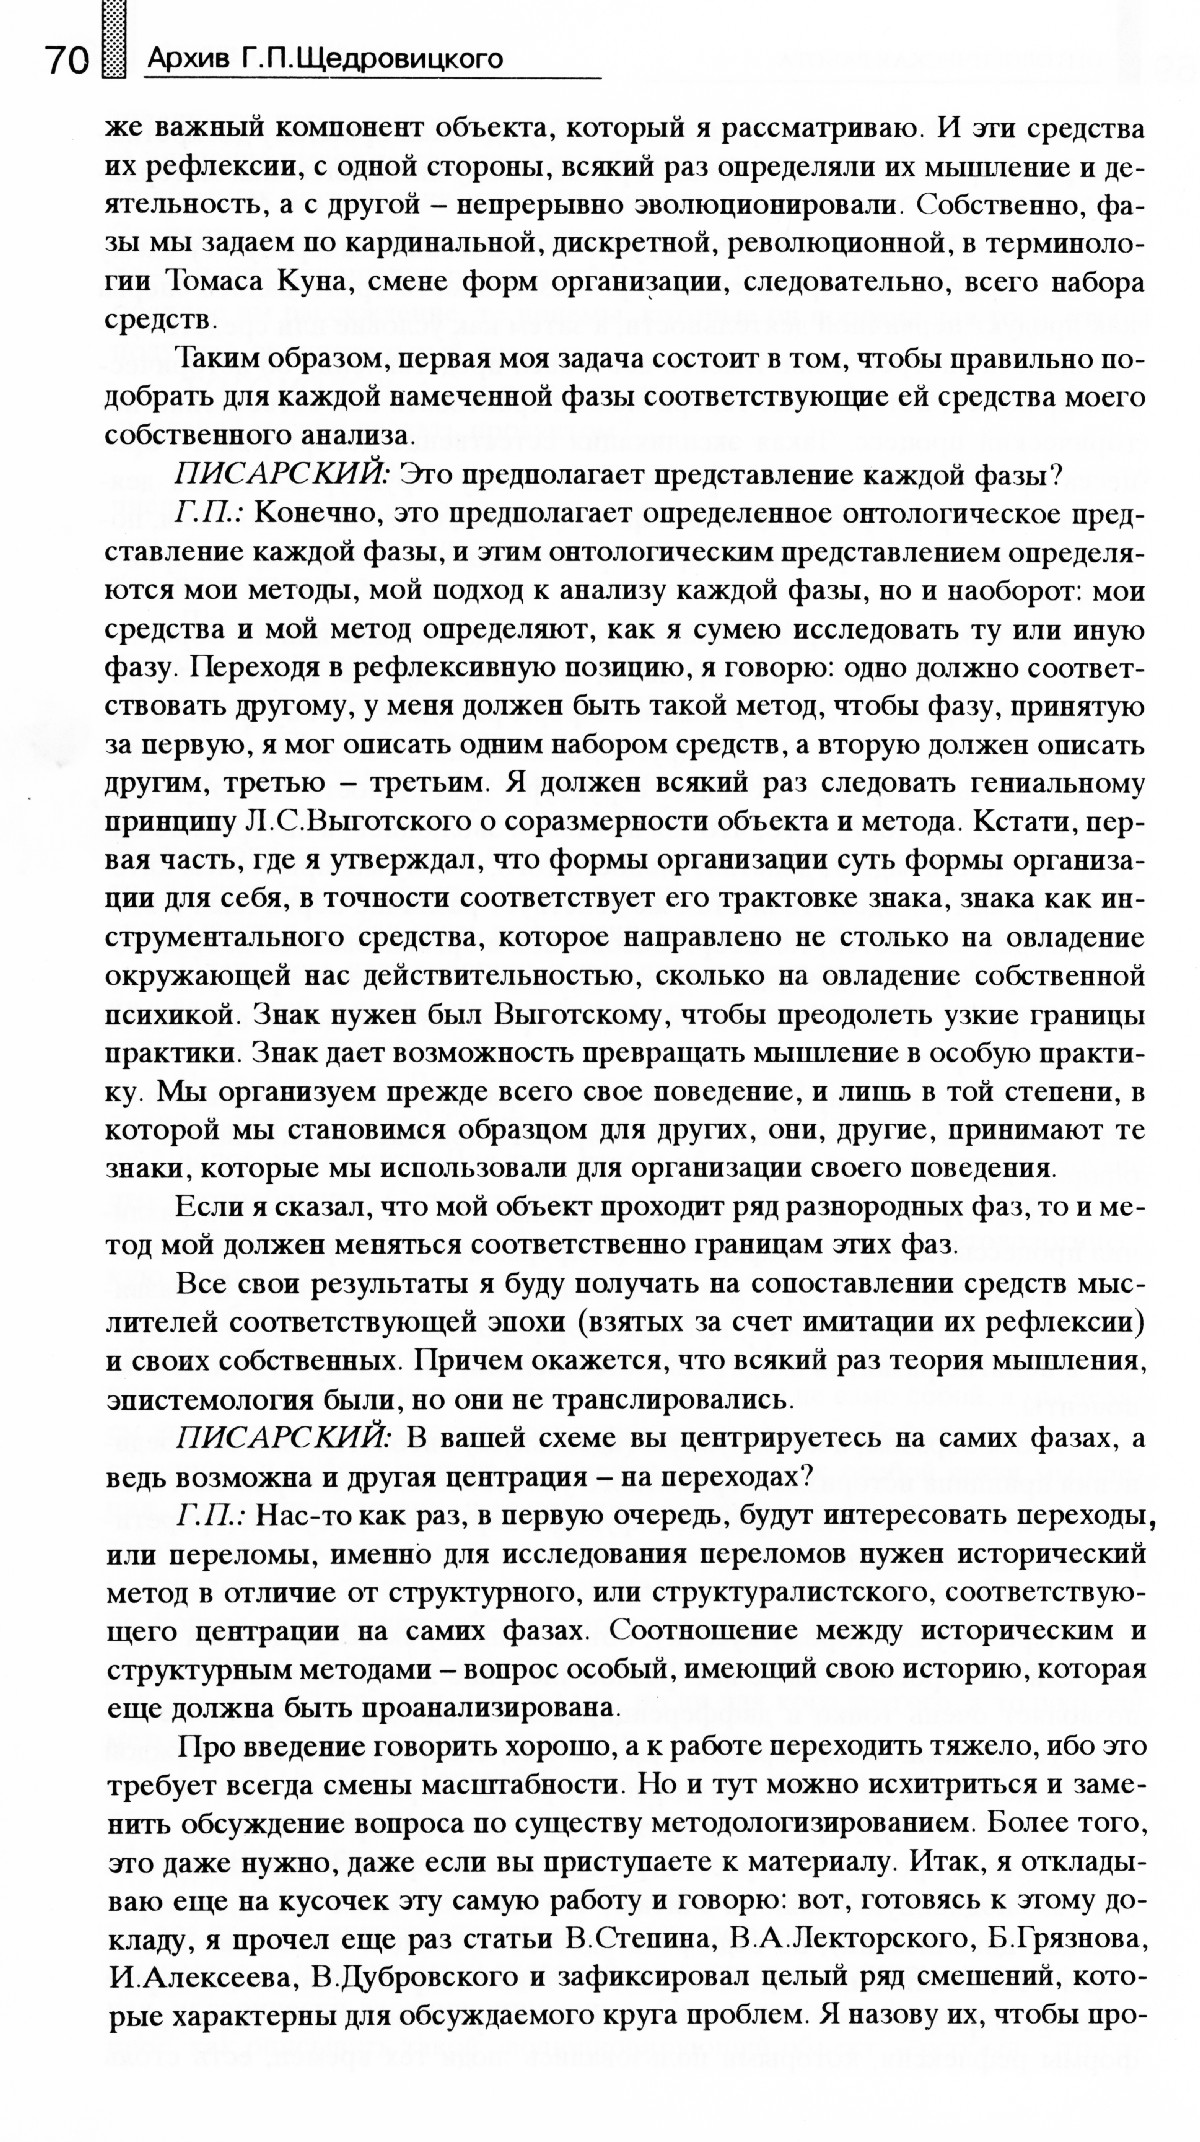 70 Архив Г.П.Щедровицкого
же важный компонент объекта, который я рассматриваю. И эти средства
их рефлексии, с одной стороны, всякий раз определяли их мышление и де-
ятельность, а с другой – непрерывно эволюционировали. Собственно, фа-
зы мы задаем по кардинальной, дискретной, революционной, в терминоло-
гии Томаса Куна, смене форм организации, следовательно, всего набора
средств.
Таким образом, первая моя задача состоит в том, чтобы правильно по-
добрать для каждой намеченной фазы соответствующие ей средства моего
собственного анализа.
ПИСАРСКИЙ: Это предполагает представление каждой фазы?
Г.П.: Конечно, это предполагает определенное онтологическое пред-
ставление каждой фазы, и этим онтологическим представлением определя-
ются мои методы, мой подход к анализу каждой фазы, но и наоборот: мои
средства и мой метод определяют, как я сумею исследовать ту или иную
фазу. Переходя в рефлексивную позицию, я говорю: одно должно соответ-
ствовать другому, у меня должен быть такой метод, чтобы фазу, принятую
за первую, я мог описать одним набором средств, а вторую должен описать
другим, третью – третьим. Я должен всякий раз следовать гениальному
принципу Л.С.Выготского о соразмерности объекта и метода. Кстати, пер-
вая часть, где я утверждал, что формы организации суть формы организа-
ции для себя, в точности соответствует его трактовке знака, знака как ин-
струментального средства, которое направлено не столько на овладение
окружающей нас действительностью, сколько на овладение собственной
психикой. Знак нужен был Выготскому, чтобы преодолеть узкие границы
практики. Знак дает возможность превращать мышление в особую практи-
ку. Мы организуем прежде всего свое поведение, и лишь в той степени, в
которой мы становимся образцом для других, они, другие, принимают те
знаки, которые мы использовали для организации своего поведения.
Если я сказал, что мой объект проходит ряд разнородных фаз, то и ме-
тод мой должен меняться соответственно границам этих фаз.
Все свои результаты я буду получать на сопоставлении средств мыс-
лителей соответствующей эпохи (взятых за счет имитации их рефлексии)
и своих собственных. Причем окажется, что всякий раз теория мышления,
эпистемология были, но они не транслировались.
ПИСАРСКИЙ: В вашей схеме вы центрируетесь на самих фазах, а
ведь возможна и другая центрация – на переходах?
Г.П.: Нас-то как раз, в первую очередь, будут интересовать переходы,
или переломы, именно для исследования переломов нужен исторический
метод в отличие от структурного, или структуралистского, соответствую-
щего центрации на самих фазах. Соотношение между историческим и
структурным методами – вопрос особый, имеющий свою историю, которая
еще должна быть проанализирована.
Про введение говорить хорошо, а к работе переходить тяжело, ибо это
требует всегда смены масштабности. Но и тут можно исхитриться и заме-
нить обсуждение вопроса по существу методологизированием. Более того,
это даже нужно, даже если вы приступаете к материалу. Итак, я отклады-
ваю еще на кусочек эту самую работу и говорю: вот, готовясь к этому до-
кладу, я прочел еще раз статьи В.Степина, В.А.Лекторского, Б.Грязнова,
И.Алексеева, В.Дубровского и зафиксировал целый ряд смешений, кото-
рые характерны для обсуждаемого круга проблем. Я назову их, чтобы про-